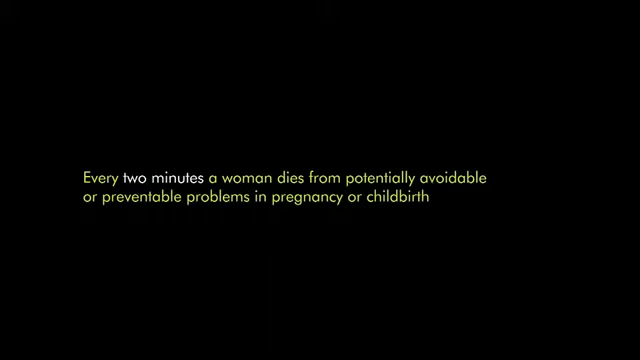 Every two minutes a woman dies from potentially avoidable
or preventable problems in pregnancy or childbirth